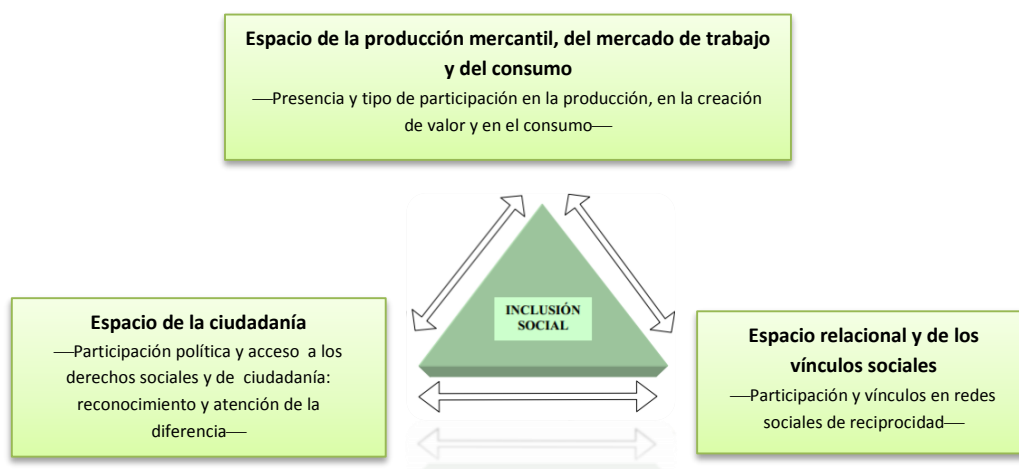 Espacio de la producción mercantil, del mercado de trabajo
y del consumo
—Presencia y tipo de participación en la producción, en la creación
de valor y en el consumo—
INCLUSIÓN
SOCIAL
Espacio de la ciudadanía
—Participación política y acceso a los
derechos sociales y de ciudadanía:
reconocimiento y atención de la
diferencia—
Espacio relacional y de los
vínculos sociales
—Participación y vínculos en redes
sociales de reciprocidad—